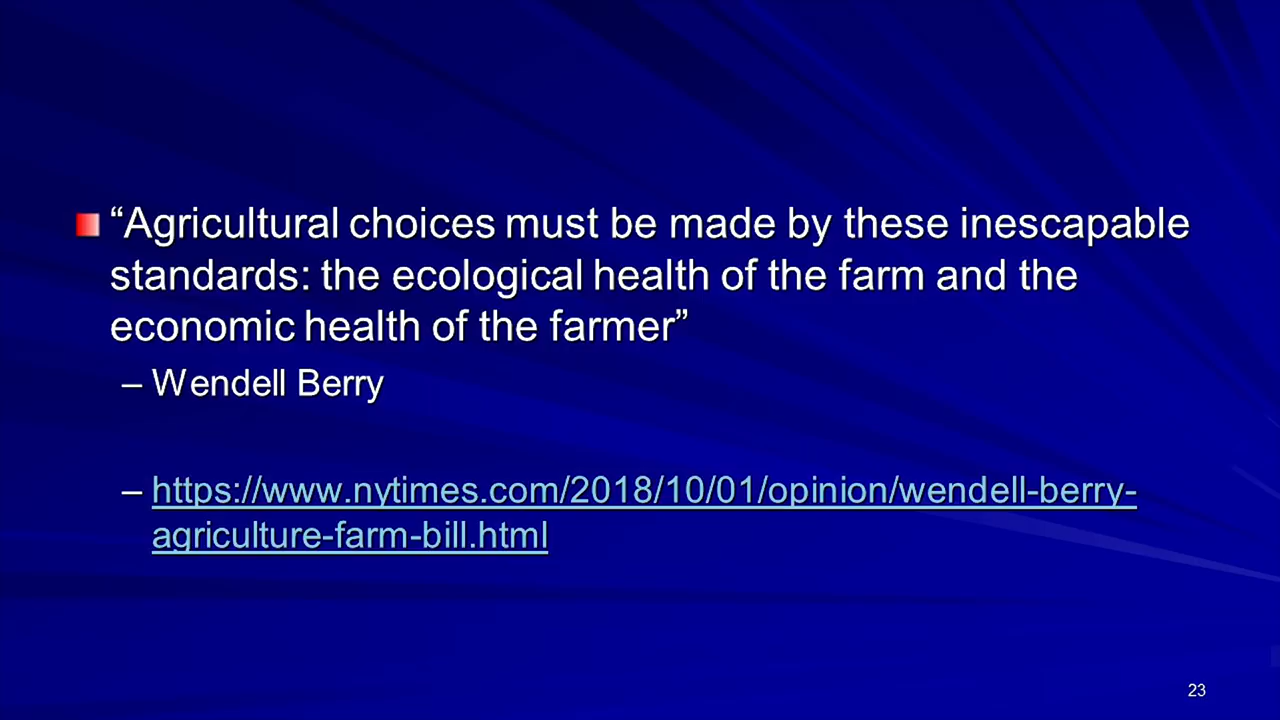 “Agricultural choices must be made by these inescapable
standards: the ecological health of the farm and the
economic health of the farmer”
– Wendell Berry
– https://www.nytimes.com/2018/10/01/opinion/wendell-berry-
agriculture-farm-bill.html
23